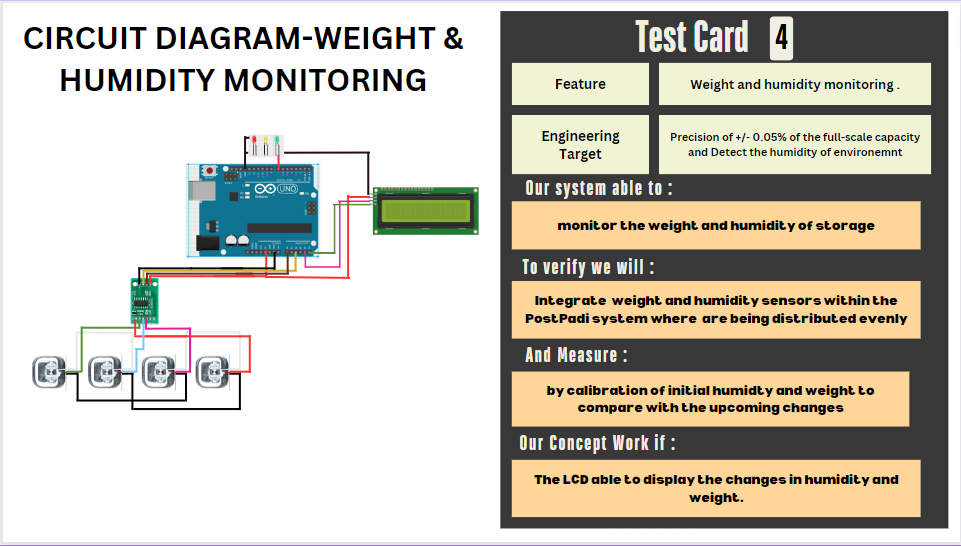 CIRCUIT DIAGRAM-WEIGHT &
HUMIDITY MONITORING
UNO
Arduino
Test Card 4
Feature
Weight and humidity monitoring .
Engineering
Target
Precision of +/- 0.05% of the full-scale capacity
and Detect the humidity of environemnt
Our system able to :
monitor the weight and humidity of storage
To verify we will :
Integrate weight and humidity sensors within the
PostPadi system where are being distributed evenly
And Measure :
by calibration of initial humidty and weight to
compare with the upcoming changes
Our Concept Work if :
The LCD able to display the changes in humidity and
weight.